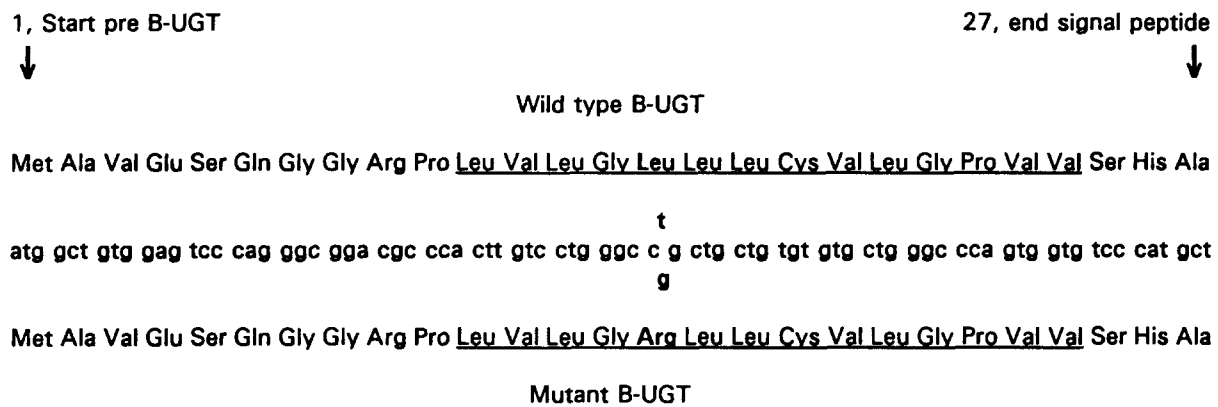 1, Start pre B-UGT 27, end signal peptide
Wild type B-UGT
Met Ala Val Glu Ser Gln Gly Gly Arg Pro Leu Val Leu Gly Leu Leu Leu Cys Val Leu Gly Pro Val Val Ser His Ala
t
atg gct gtg gag tcc cag ggc gga cgc cca ctt gtc ctg ggc c g ctg ctg tgt gtg ctg ggc cca gtg gtg tcc cat gct
g
Met Ala Val Glu Ser Gln Gly Gly Arg Pro Leu Val Leu Gly Arg Leu Leu Cys Val Leu Gly Pro Val Val Ser His Ala
Mutant B-UGT